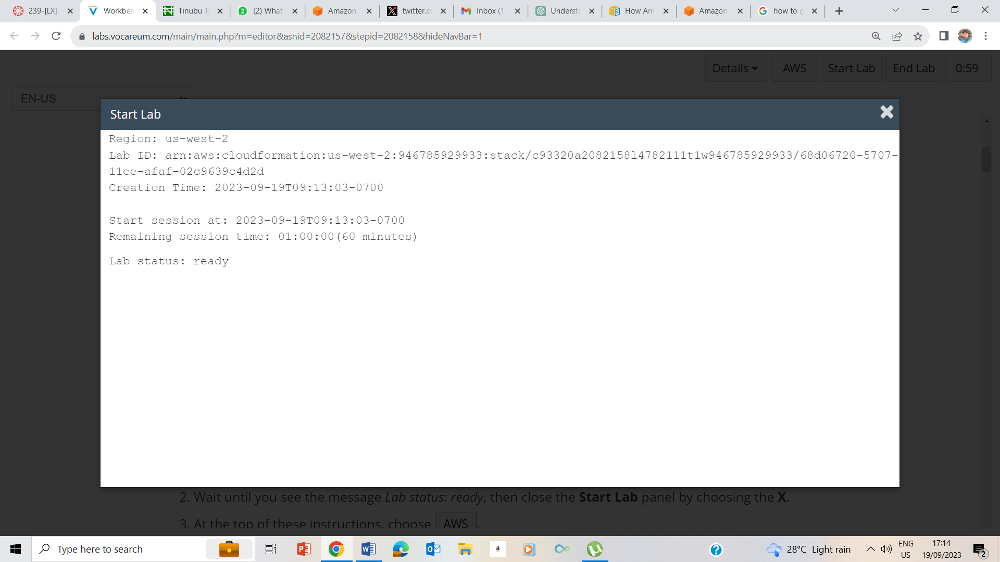 239-[LX]- Workben Tinubu T (2) What Amazon twitter.c Inbox (1 Understa How Am Amazon how to g
labs.vocareum.com/main/main.php?m=editor&asnid=2082157&stepid=2082158&hideNavBar=1
Details AWS Start Lab End Lab 0:59
EN-US
Start Lab
Region: us-west-2
Lab ID: arn:aws:cloudformation:us-west-2:946785929933:stack/c93320a2082158l4782111t1w946785929933/68d06720-5707-
11ee-afaf-02c9639c4d2d
Creation Time: 2023-09-19T09:13:03-0700
Start session at: 2023-09-19T09:13:03-0700
Remaining session time: 01:00:00(60 minutes)
Lab status: ready
2. Wait until you see the message Lab status: ready, then close the Start Lab panel by choosing the X.
3. At the top of these instructions, choose AWS .
Type here to search 28°C Light rain ENG 17:14
US 19/09/2023 2